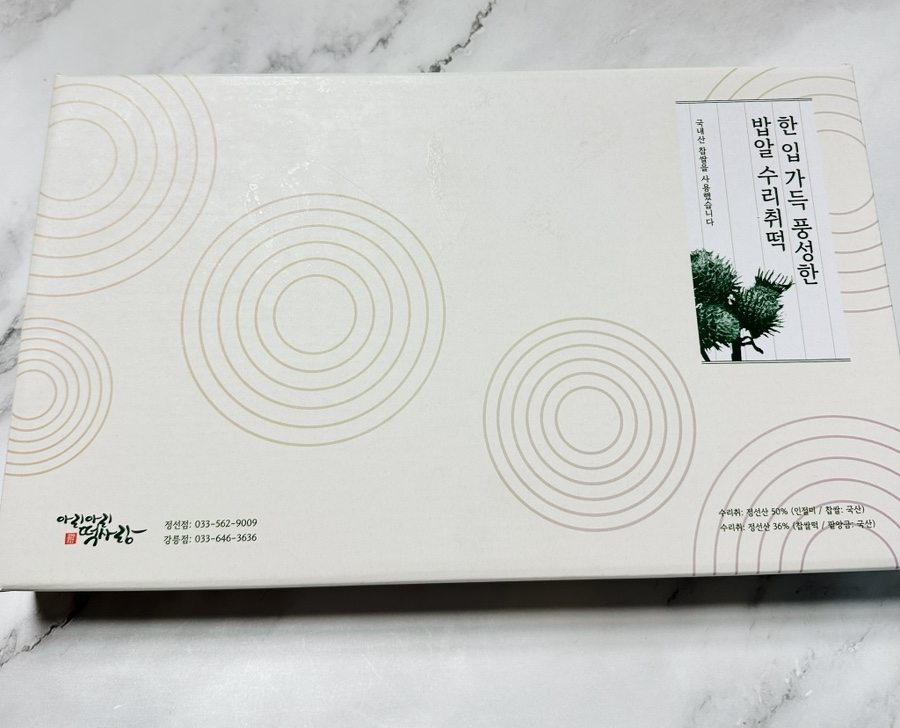 한 입 가득 풍성한
밥알 수리취떡
국내산 찹쌀을 사용했습니다
아리아리
떡사랑
정선점: 033-562-9009
강릉점: 033-646-3636
수리취: 정선산 50% (인절미 / 찹쌀: 국산)
수리취: 정선산 36% (찹쌀떡 / 팥앙금: 국산)